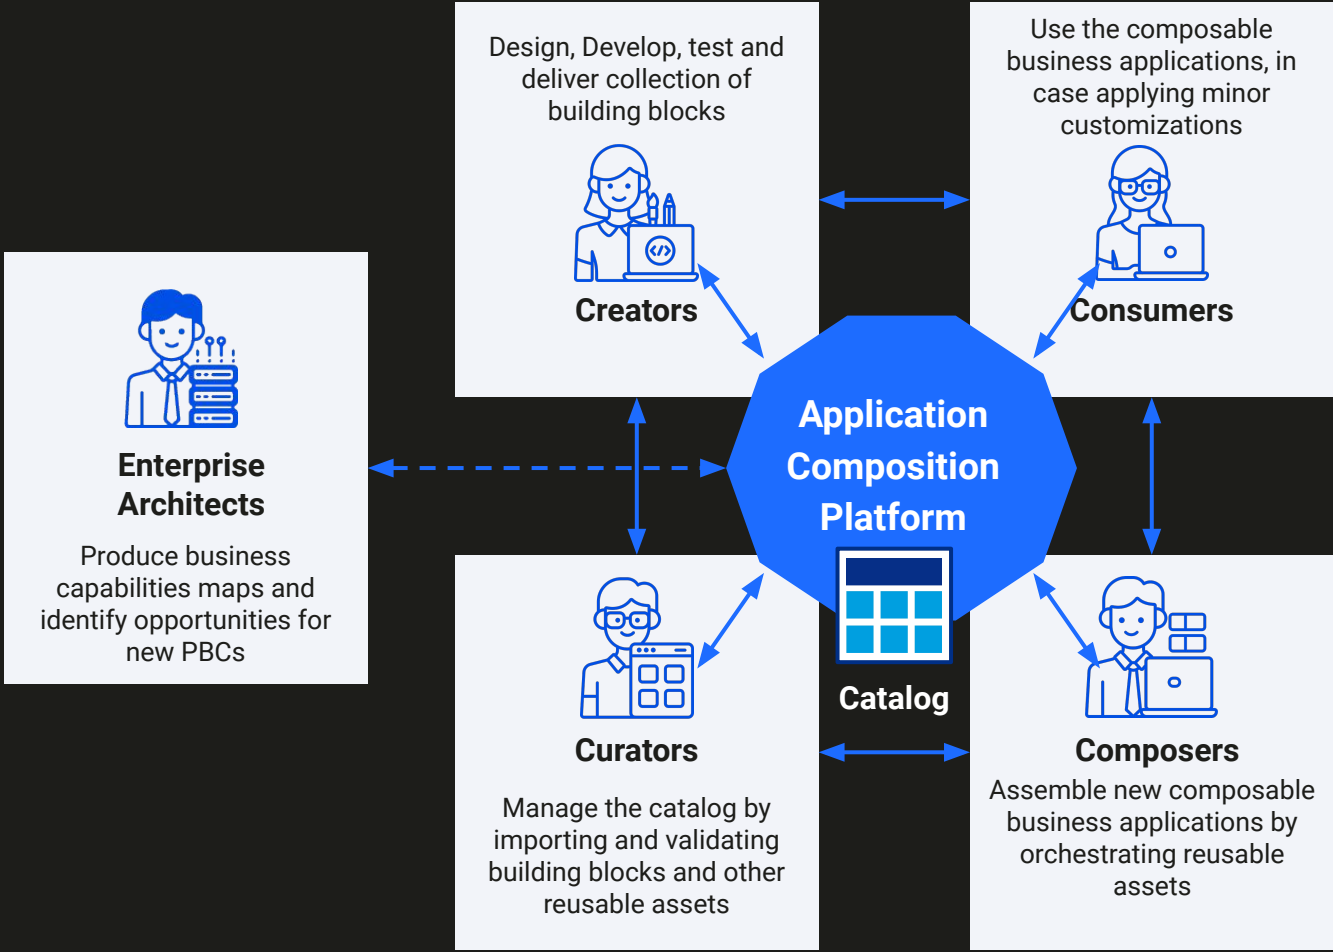 Design, Develop, test and
deliver collection of
building blocks
Creators
Use the composable
business applications, in
case applying minor
customizations
Consumers
Enterprise
Architects
Produce business
capabilities maps and
identify opportunities for
new PBCs
Application
Composition
Platform
Catalog
Curators
Manage the catalog by
importing and validating
building blocks and other
reusable assets
Composers
Assemble new composable
business applications by
orchestrating reusable
assets